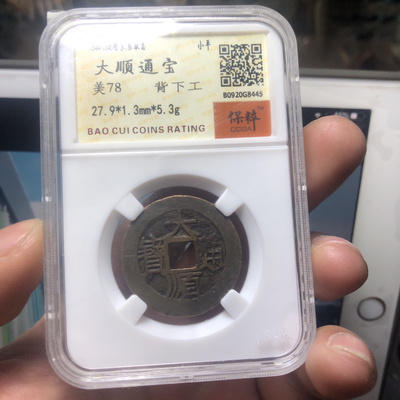 小平
大顺通宝
美78 背下工
27.9*1.3mm*5.3g
B0920G8445
保粹
CCCA
BAO CUI COINS RATING
大順通寶